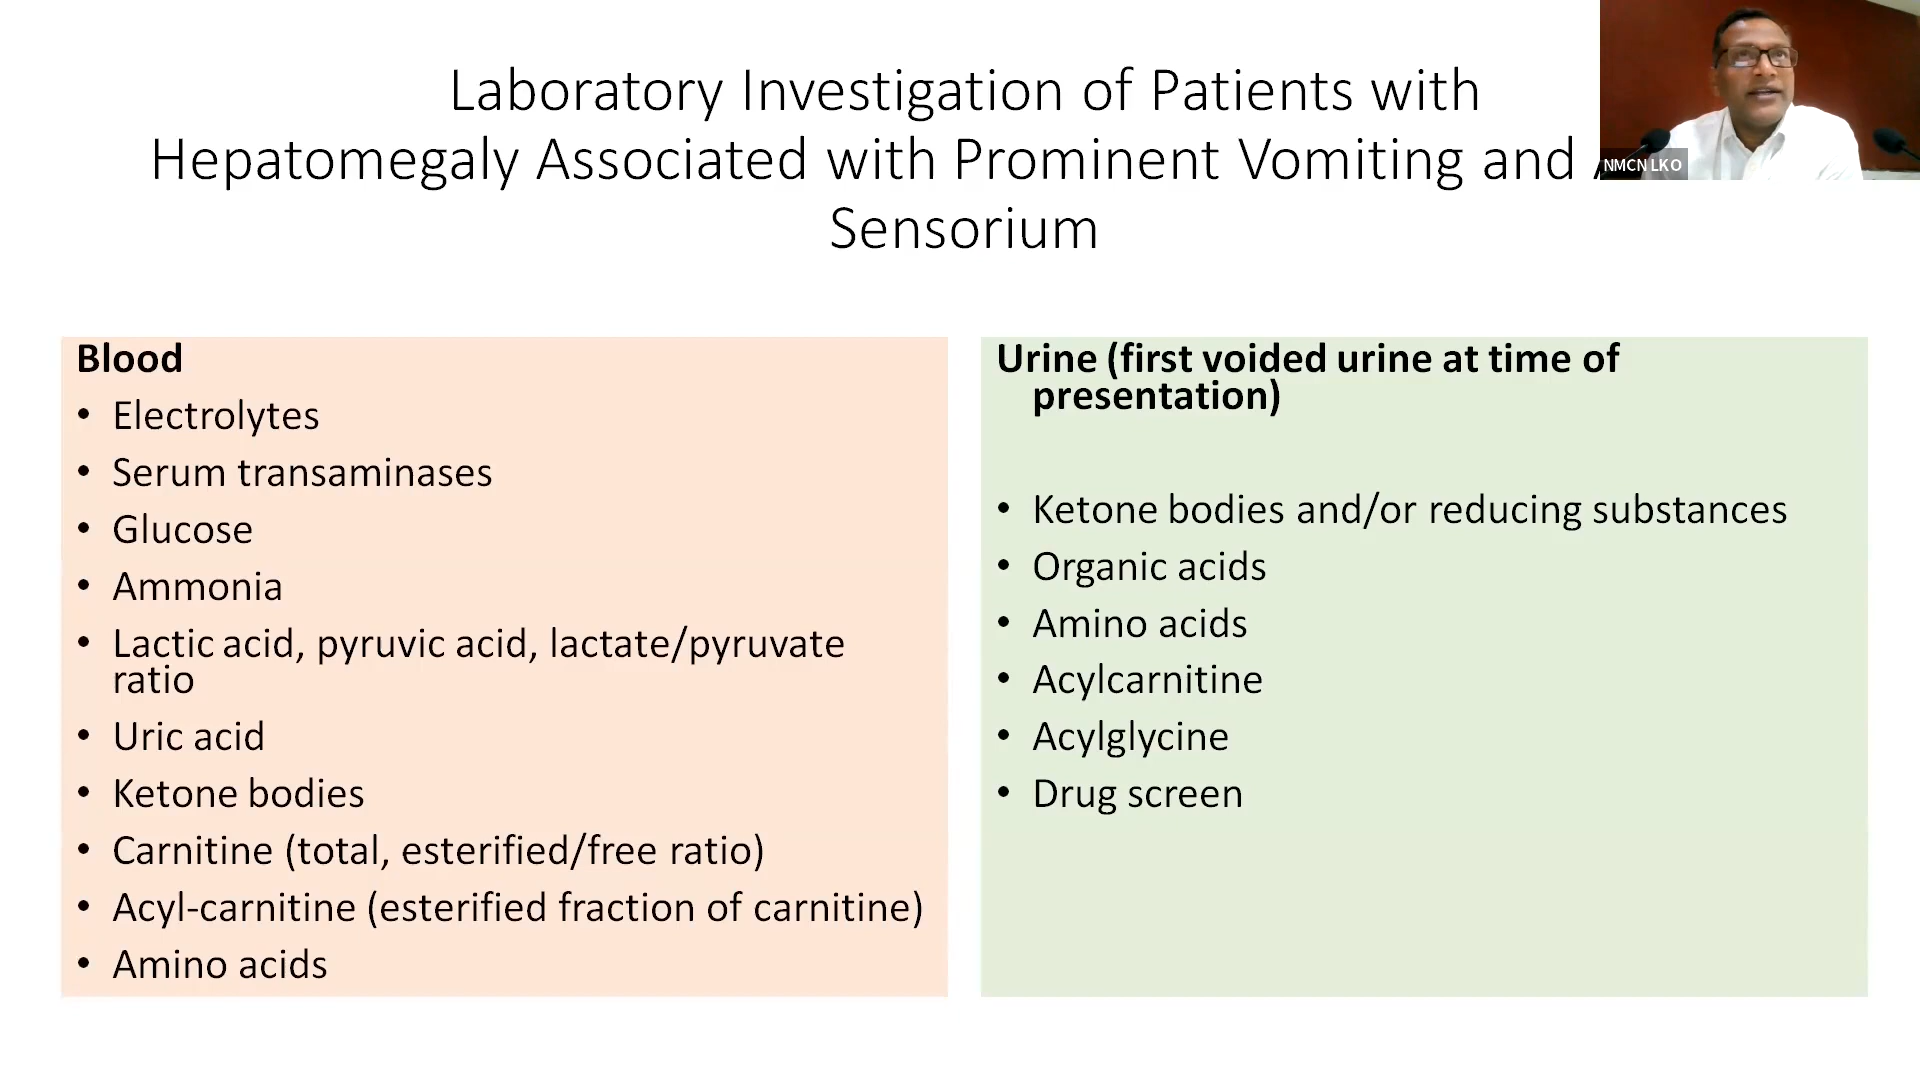 Laboratory Investigation of Patients with
Hepatomegaly Associated with Prominent Vomiting and
Sensorium
NMCN LKO
Blood
• Electrolytes
• Serum transaminases
• Glucose
• Ammonia
• Lactic acid, pyruvic acid, lactate/pyruvate
ratio
• Uric acid
• Ketone bodies
• Carnitine (total, esterified/free ratio)
• Acyl-carnitine (esterified fraction of carnitine)
• Amino acids
Urine (first voided urine at time of
presentation)
• Ketone bodies and/or reducing substances
• Organic acids
• Amino acids
• Acylcarnitine
• Acylglycine
• Drug screen